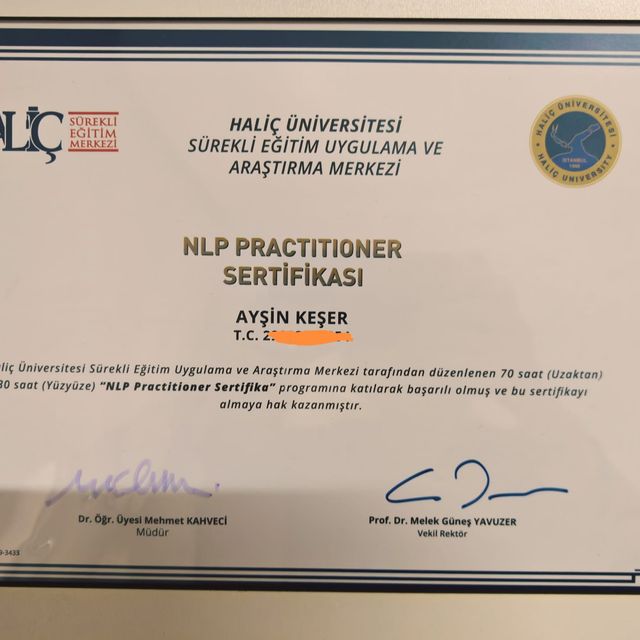 LİÇ
SÜREKLİ
EĞİTİM
MERKEZİ
HALİÇ ÜNİVERSİTESİ
SÜREKLİ EĞİTİM UYGULAMA VE
ARAŞTIRMA MERKEZİ
HALİÇ ÜNİVERSİTESİ
İSTANBUL
1998
HALİÇ UNIVERSITY
NLP PRACTITIONER
SERTİFİKASI
AYŞİN KEŞER
T.C.
liç Üniversitesi Sürekli Eğitim Uygulama ve Araştırma Merkezi tarafından düzenlenen 70 saat (Uzaktan)
30 saat (Yüzyüze) “NLP Practitioner Sertifika” programına katılarak başarılı olmuş ve bu sertifikayı
almaya hak kazanmıştır.
Dr. Öğr. Üyesi Mehmet KAHVECİ
Müdür
Prof. Dr. Melek Güneş YAVUZER
Vekil Rektör
9-3433